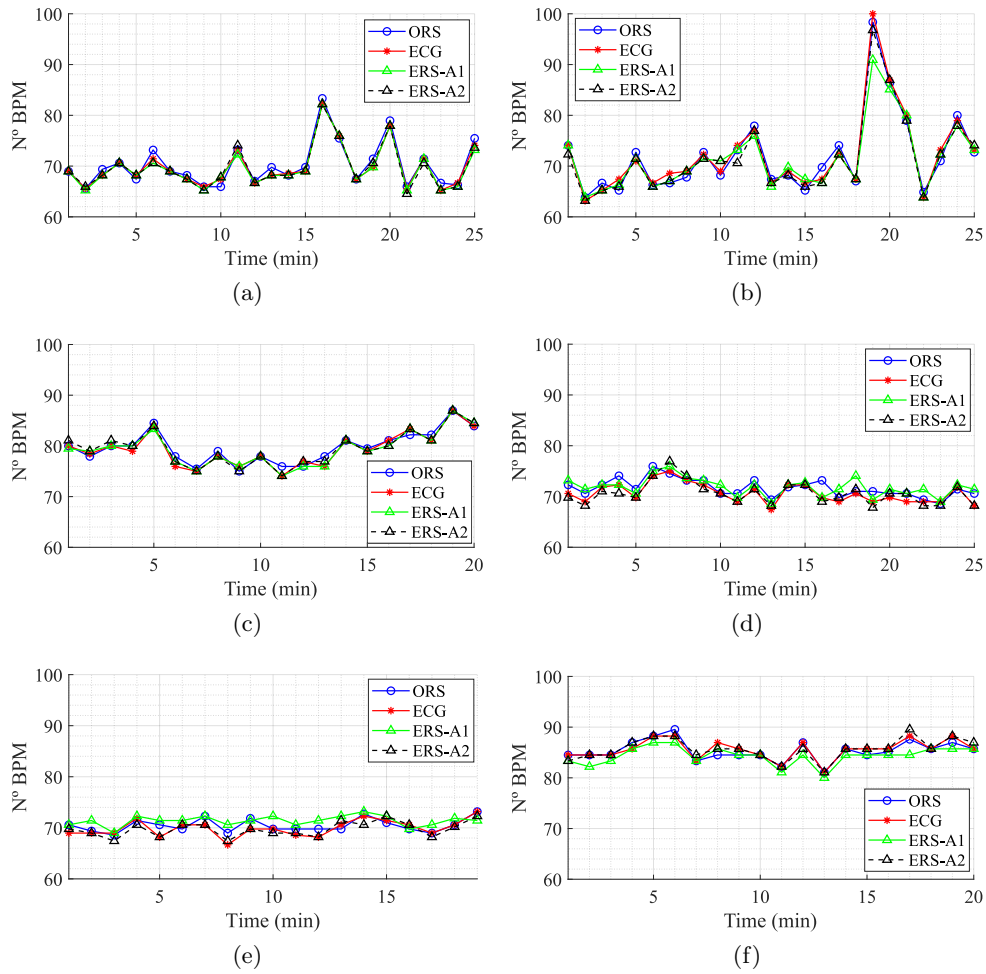 100
90
80
70
60
Nº BPM
ORS
ECG
ERS-A1
ERS-A2
5 10 15 20 25
Time (min)
(a)
100
90
80
70
60
Nº BPM
ORS
ECG
ERS-A1
ERS-A2
5 10 15 20 25
Time (min)
(b)
100
90
80
70
60
Nº BPM
ORS
ECG
ERS-A1
ERS-A2
5 10 15 20
Time (min)
(c)
100
90
80
70
60
Nº BPM
ORS
ECG
ERS-A1
ERS-A2
5 10 15 20 25
Time (min)
(d)
100
90
80
70
60
Nº BPM
ORS
ECG
ERS-A1
ERS-A2
5 10 15
Time (min)
(e)
100
90
80
70
60
Nº BPM
ORS
ECG
ERS-A1
ERS-A2
5 10 15 20
Time (min)
(f)